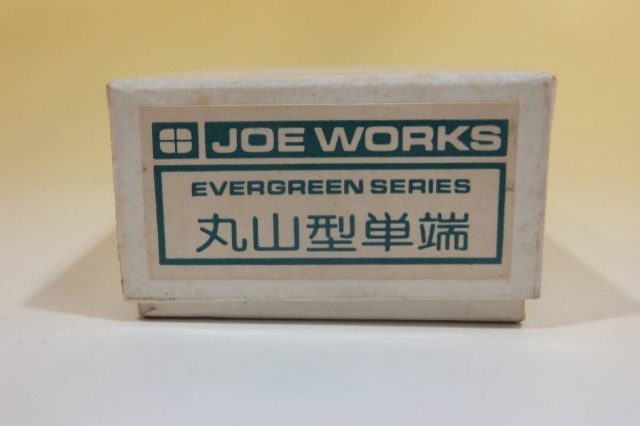 JOE WORKS
EVERGREEN SERIES
丸山型単端